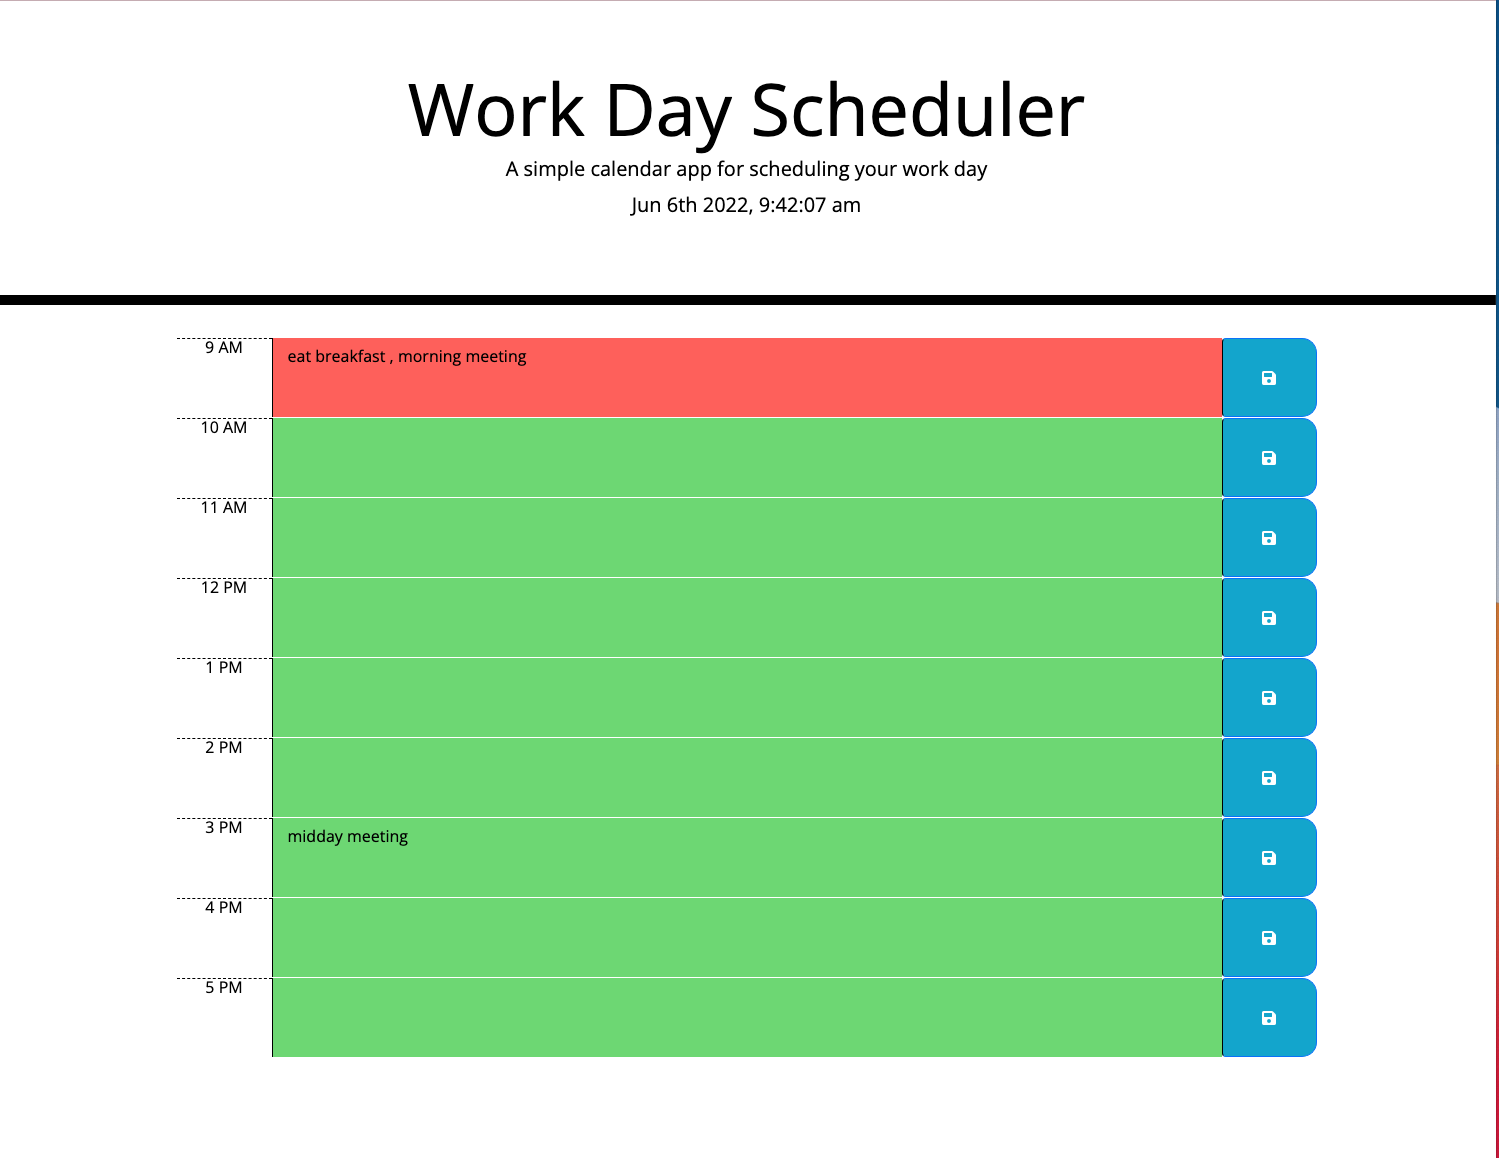 Work Day Scheduler
A simple calendar app for scheduling your work day
Jun 6th 2022, 9:42:07 am
9 AM
eat breakfast , morning meeting
10 AM
11 AM
12 PM
1 PM
2 PM
3 PM
midday meeting
4 PM
5 PM